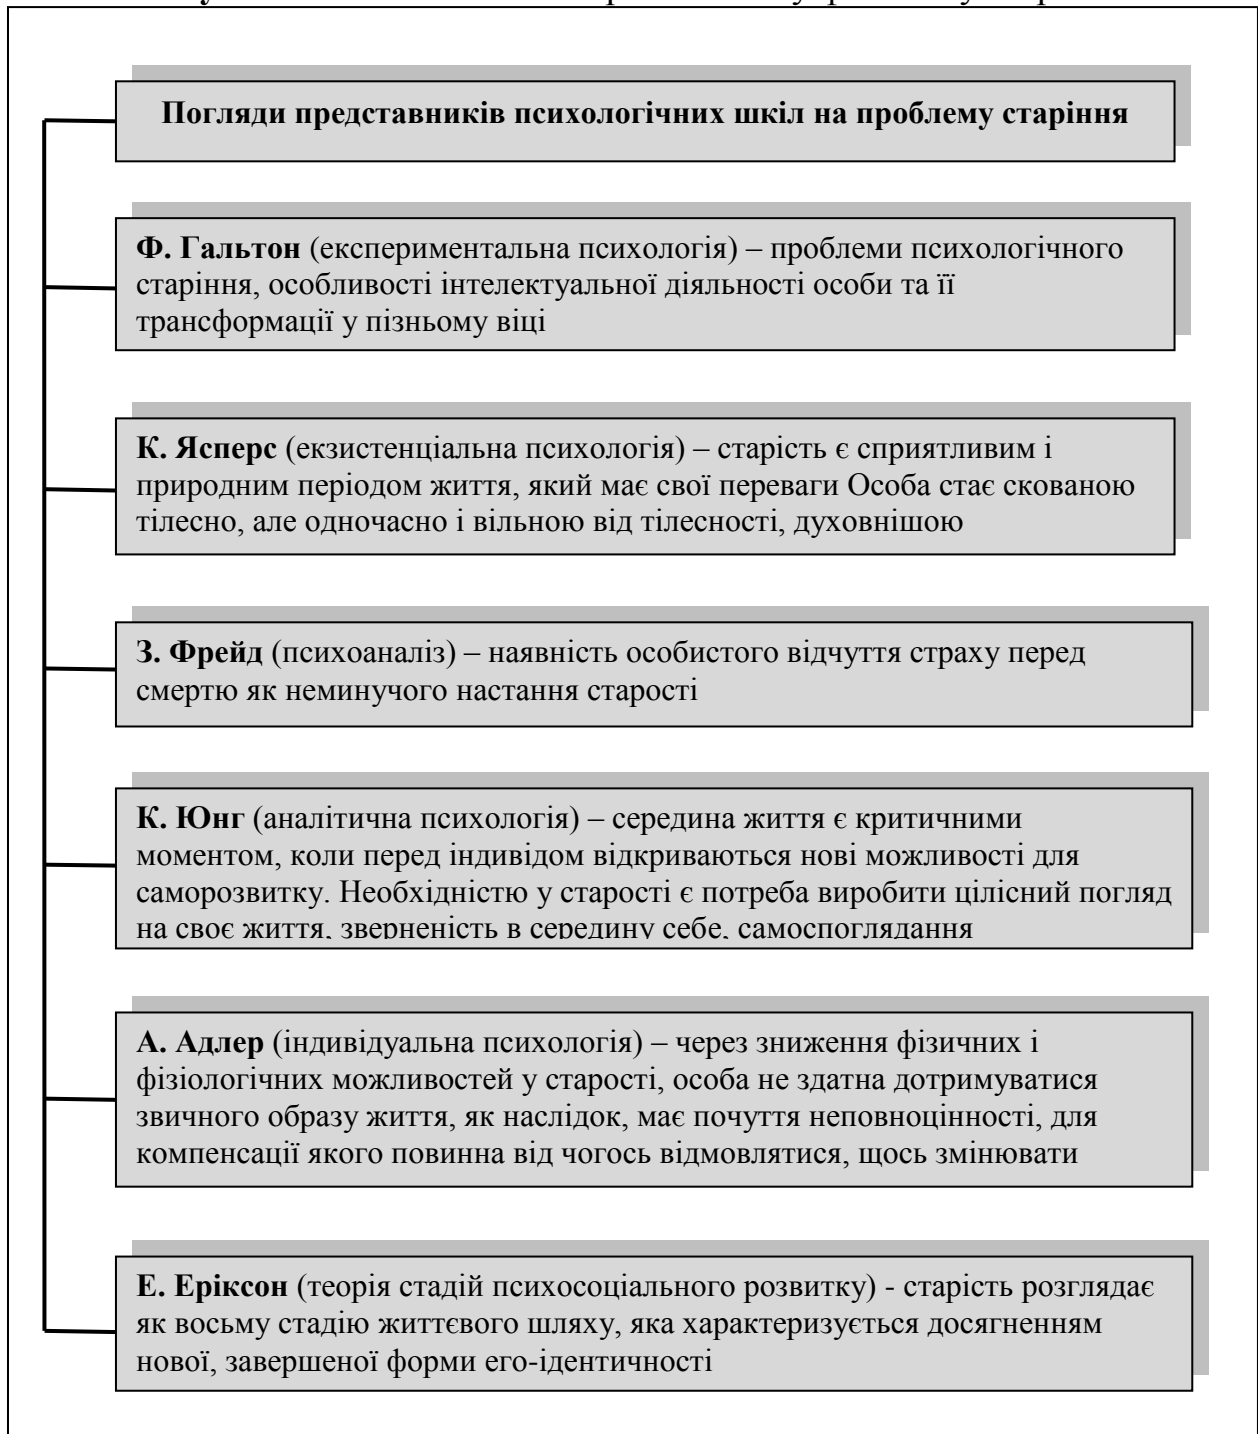 Погляди представників психологічних шкіл на проблему старіння
Ф. Гальтон (експериментальна психологія) – проблеми психологічного
старіння, особливості інтелектуальної діяльності особи та її
трансформації у пізньому віці
К. Ясперс (екзистенціальна психологія) – старість є сприятливим і
природним періодом життя, який має свої переваги Особа стає скованою
тілесно, але одночасно і вільною від тілесності, духовнішою
З. Фрейд (психоаналіз) – наявність особистого відчуття страху перед
смертю як неминучого настання старості
К. Юнг (аналітична психологія) – середина життя є критичними
моментом, коли перед індивідом відкриваються нові можливості для
саморозвитку. Необхідністю у старості є потреба виробити цілісний погляд
на своє життя, зверненість в середину себе, самоспоглядання
А. Адлер (індивідуальна психологія) – через зниження фізичних і
фізіологічних можливостей у старості, особа не здатна дотримуватися
звичного образу життя, як наслідок, має почуття неповноцінності, для
компенсації якого повинна від чогось відмовлятися, щось змінювати
Е. Еріксон (теорія стадій психосоціального розвитку) - старість розглядає
як восьму стадію життєвого шляху, яка характеризується досягненням
нової, завершеної форми его-ідентичності